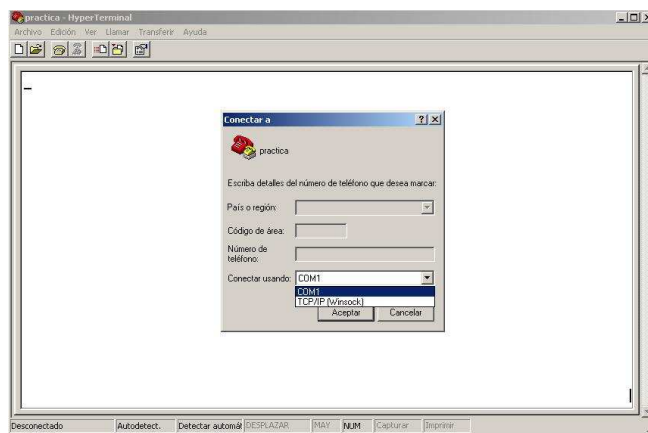 practica - HyperTerminal
Archivo Edición Ver Llamar Transferir Ayuda
Conectar a
practica
Escriba detalles del número de teléfono que desea marcar:
País o región:
Código de área:
Número de
teléfono:
Conectar usando: COM1
COM1
TCP/IP (Winsock)
Aceptar Cancelar
Desconectado Autodetect. Detectar automát DESPLAZAR MAY NUM Capturar Imprimir